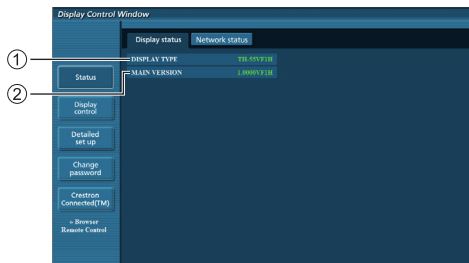 Display Control Window
Display status Network status
① DISPLAY TYPE TH-55VF1H
② MAIN VERSION 1.0000VF1H
Status
Display
control
Detailed
set up
Change
password
Crestron
Connected(TM)
» Browser
Remote Control